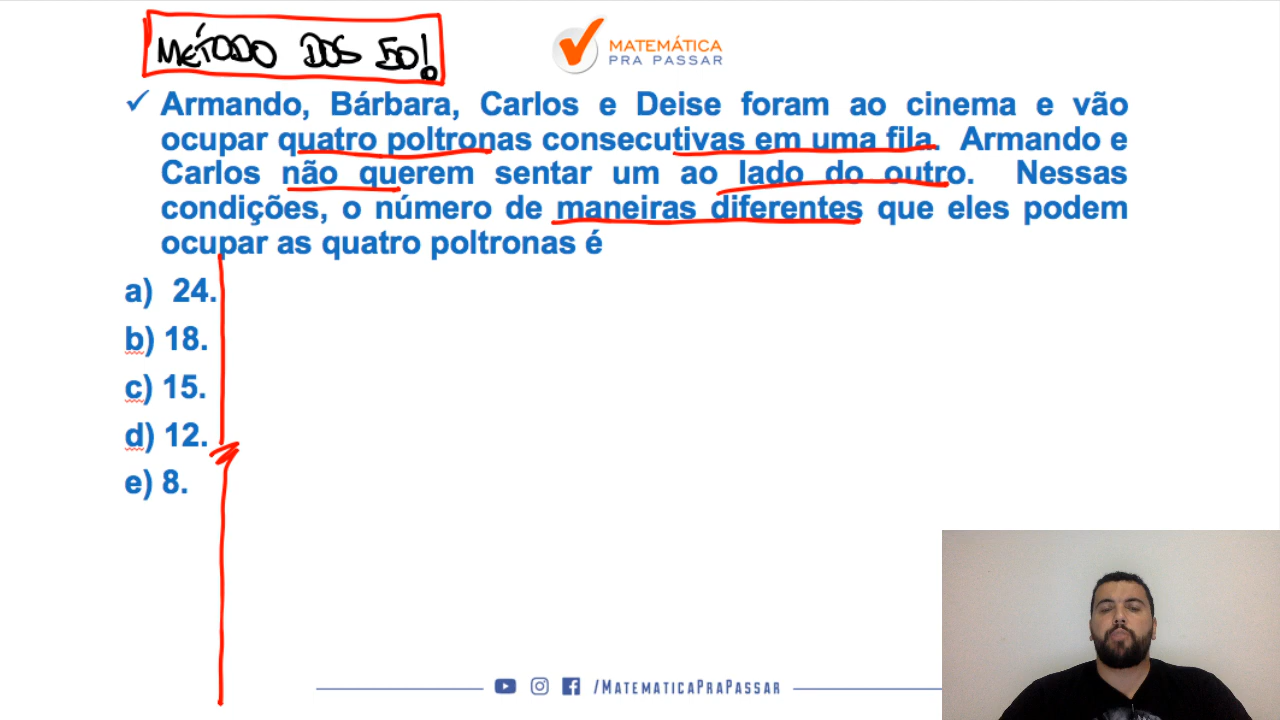 MÉTODO DOS 50!
MATEMÁTICA
PRA PASSAR
✓ Armando, Bárbara, Carlos e Deise foram ao cinema e vão
ocupar quatro poltronas consecutivas em uma fila. Armando e
Carlos não querem sentar um ao lado do outro. Nessas
condições, o número de maneiras diferentes que eles podem
ocupar as quatro poltronas é
a) 24.
b) 18.
c) 15.
d) 12.
e) 8.
/MATEMATICAPRAPASSAR